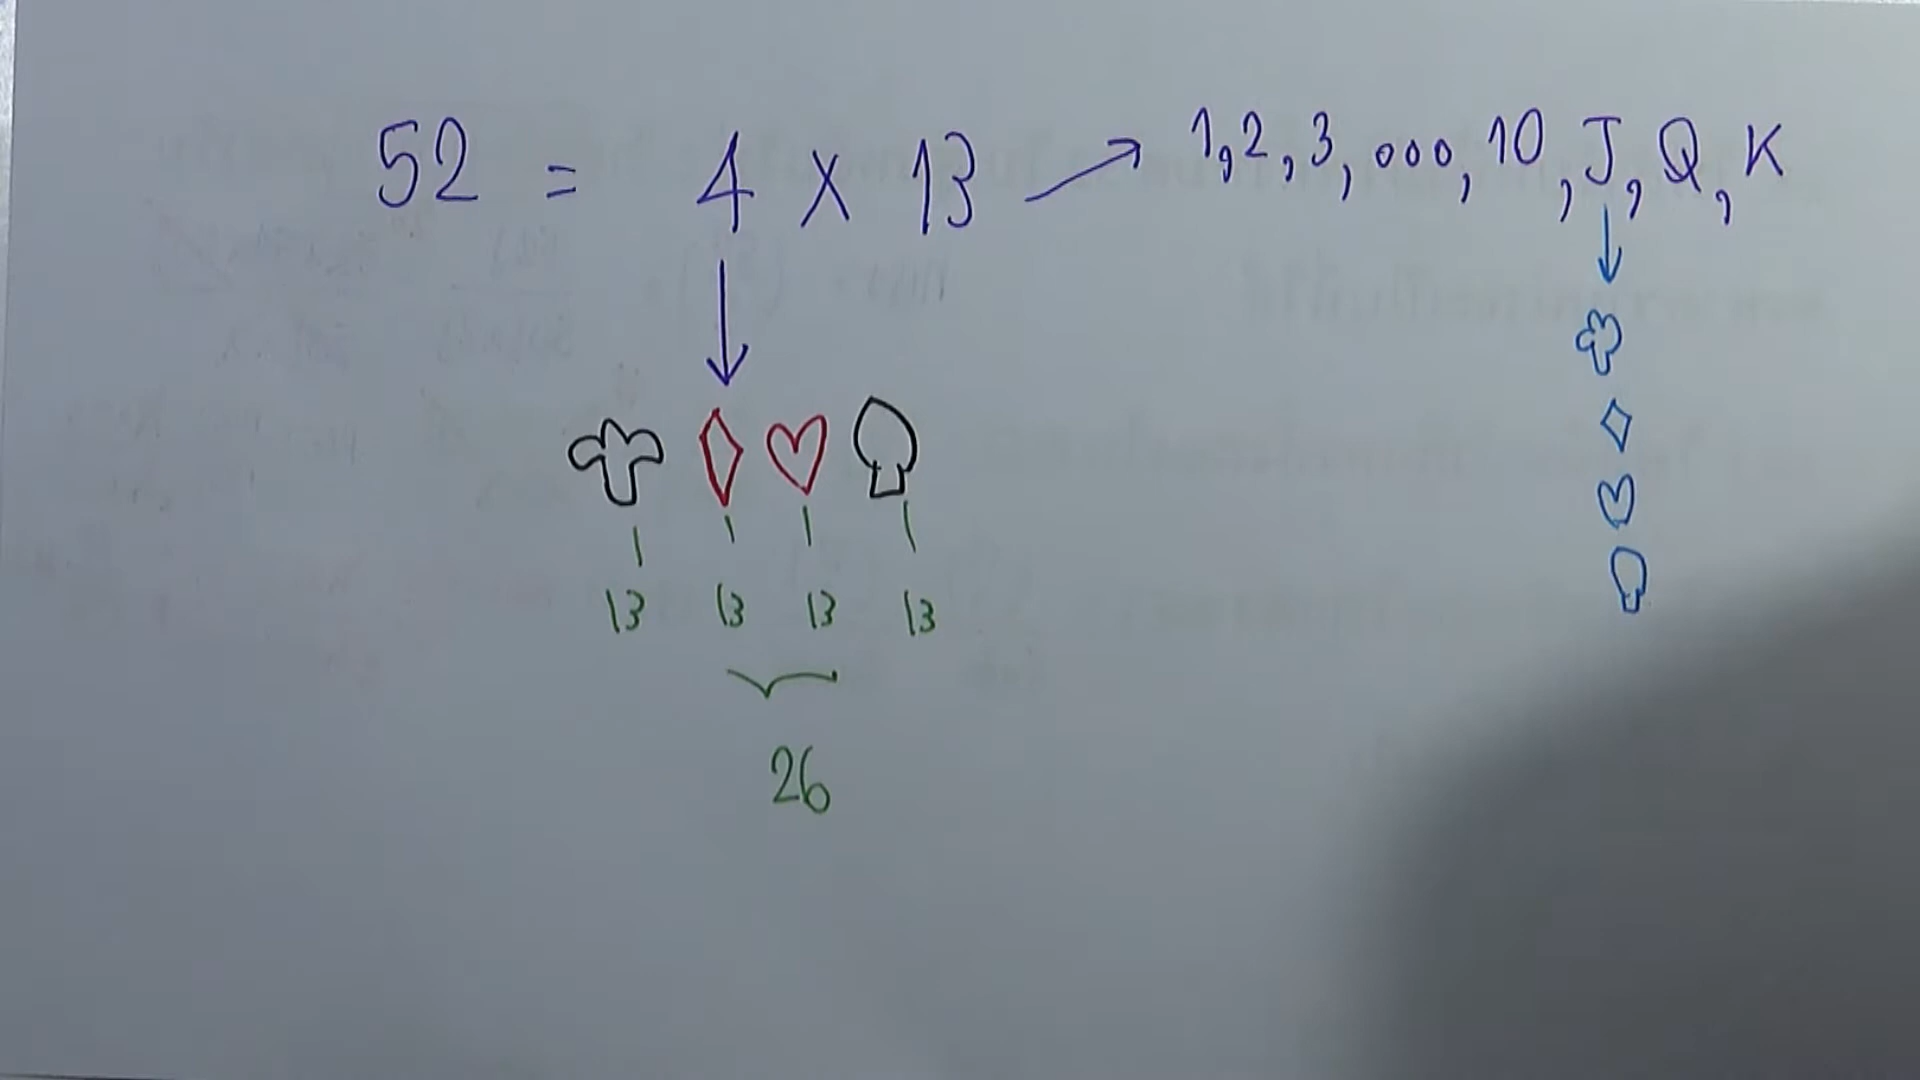 52 = 4 × 13 → 1, 2, 3, ..., 10, J, Q, K
13 13 13 13
26